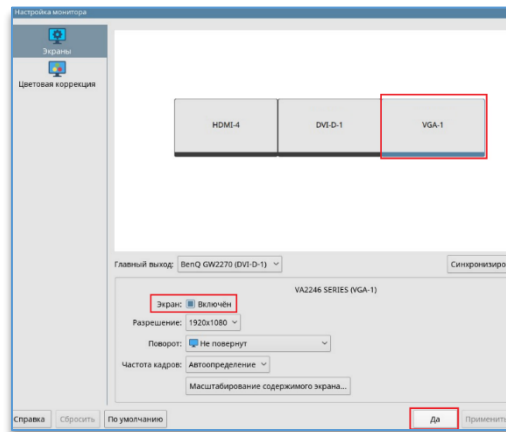 Настройка монитора
Экраны
Цветовая коррекция
HDMI-4
DVI-D-1
VGA-1
Главный выход: BenQ GW2270 (DVI-D-1)
Синхронизиро
VA2246 SERIES (VGA-1)
Экран: Включён
Разрешение: 1920x1080
Поворот: Не повернут
Частота кадров: Автоопределение
Масштабирование содержимого экрана...
Справка Сбросить По умолчанию Да Применить